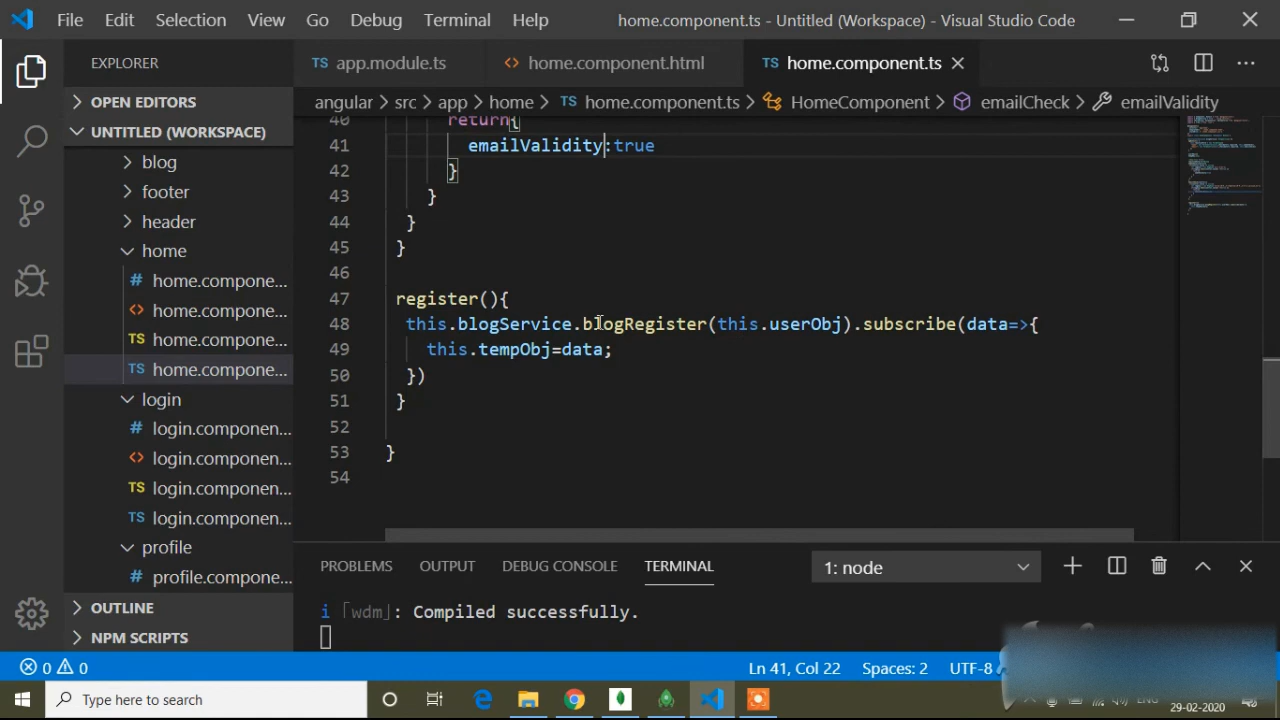 File Edit Selection View Go Debug Terminal Help home.component.ts - Untitled (Workspace) - Visual Studio Code
EXPLORER
OPEN EDITORS
UNTITLED (WORKSPACE)
blog
footer
header
home
# home.compone...
<> home.compone...
TS home.compone...
TS home.compone...
login
# login.componen...
<> login.componen...
TS login.componen...
TS login.componen...
profile
# profile.compone...
OUTLINE
NPM SCRIPTS
TS app.module.ts <> home.component.html TS home.component.ts
angular > src > app > home > TS home.component.ts > HomeComponent > emailCheck > emailValidity
40 return{
41 emailValidity:true
42 }
43 }
44 }
45 }
46
47 register(){
48 this.blogService.blogRegister(this.userObj).subscribe(data=>{
49 this.tempObj=data;
50 })
51 }
52
53 }
54
PROBLEMS OUTPUT DEBUG CONSOLE TERMINAL 1: node
i ｢wdm｣: Compiled successfully.
0 0 Ln 41, Col 22 Spaces: 2 UTF-8
Type here to search ENG
29-02-2020